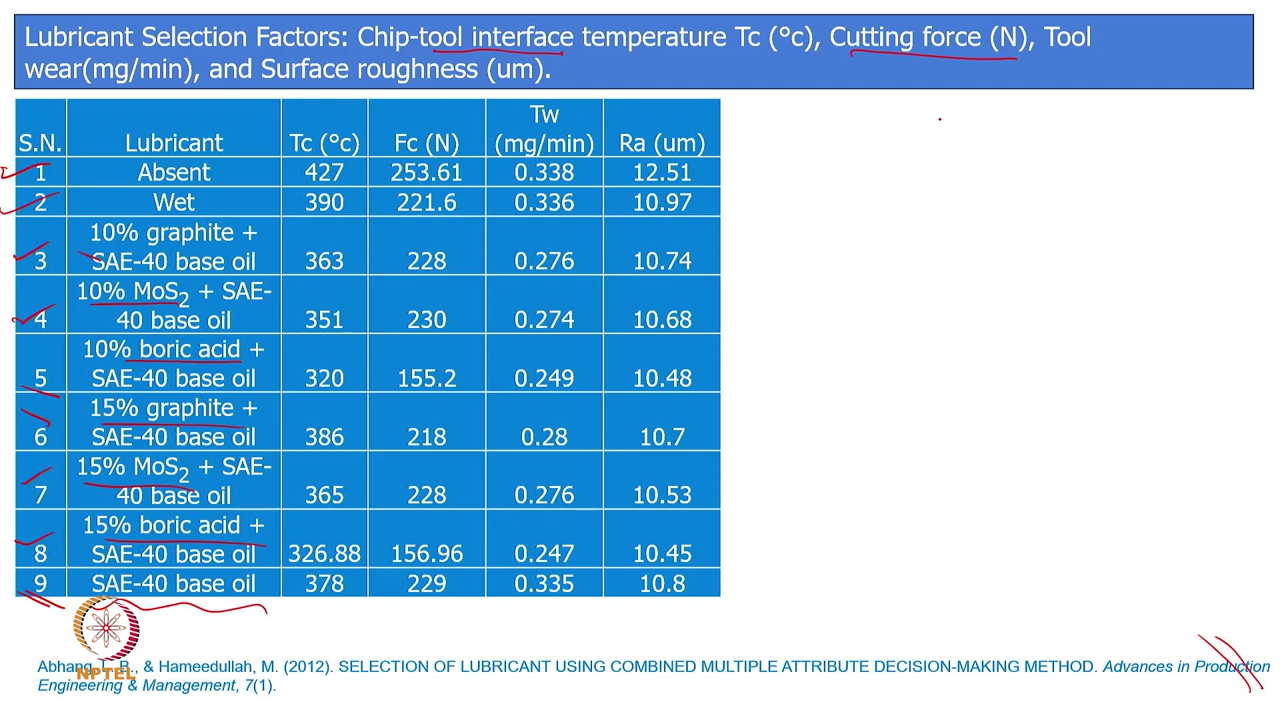 Lubricant Selection Factors: Chip-tool interface temperature Tc (°c), Cutting force (N), Tool
wear(mg/min), and Surface roughness (um).
S.N. Lubricant Tc (°c) Fc (N) Tw (mg/min) Ra (um)
1 Absent 427 253.61 0.338 12.51
2 Wet 390 221.6 0.336 10.97
3 10% graphite + SAE-40 base oil 363 228 0.276 10.74
4 10% MoS2 + SAE-40 base oil 351 230 0.274 10.68
5 10% boric acid + SAE-40 base oil 320 155.2 0.249 10.48
6 15% graphite + SAE-40 base oil 386 218 0.28 10.7
7 15% MoS2 + SAE-40 base oil 365 228 0.276 10.53
8 15% boric acid + SAE-40 base oil 326.88 156.96 0.247 10.45
9 SAE-40 base oil 378 229 0.335 10.8
Abhang, L. B., & Hameedullah, M. (2012). SELECTION OF LUBRICANT USING COMBINED MULTIPLE ATTRIBUTE DECISION-MAKING METHOD. Advances in Production
Engineering & Management, 7(1).
NPTEL